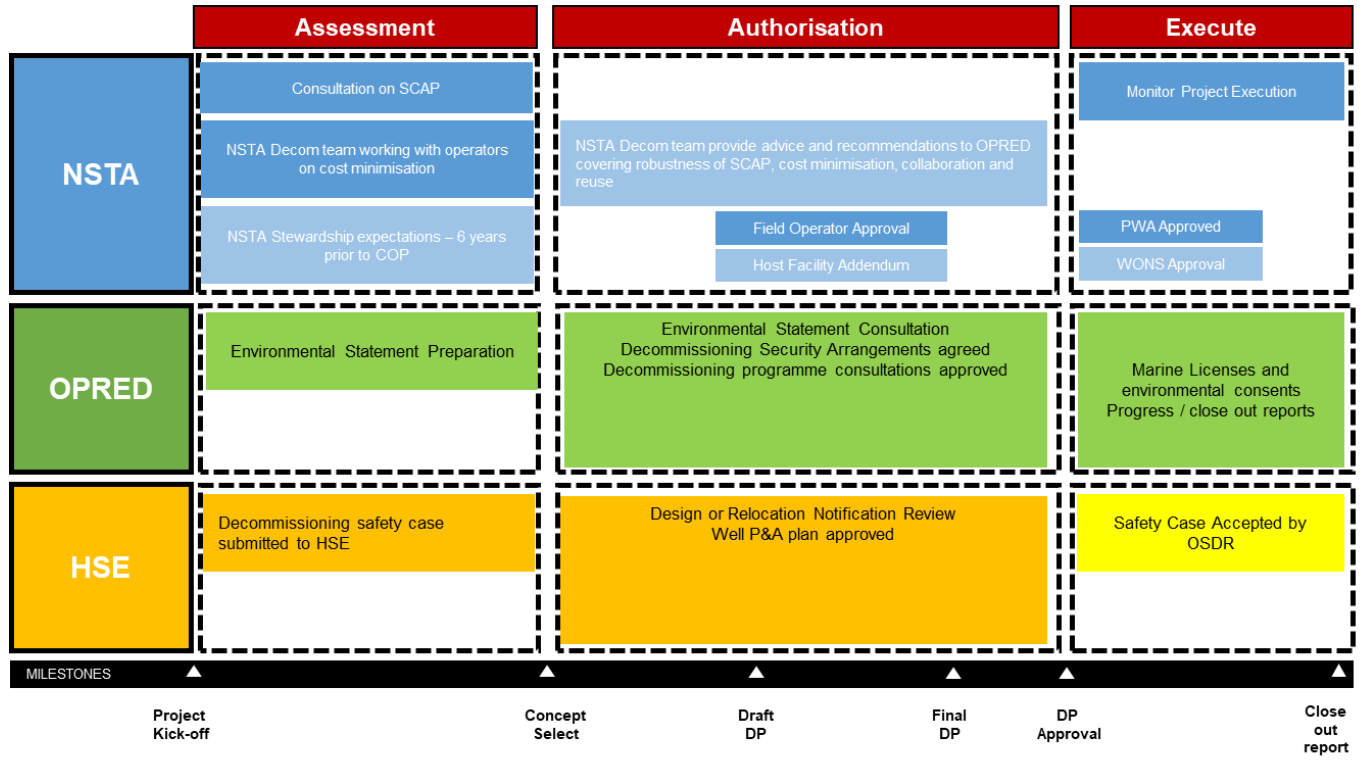 Assessment
Authorisation
Execute
NSTA
Consultation on SCAP
NSTA Decom team working with operators
on cost minimisation
NSTA Stewardship expectations – 6 years
prior to COP
NSTA Decom team provide advice and recommendations to OPRED
covering robustness of SCAP, cost minimisation, collaboration and
reuse
Field Operator Approval
Host Facility Addendum
Monitor Project Execution
PWA Approved
WONS Approval
OPRED
Environmental Statement Preparation
Environmental Statement Consultation
Decommissioning Security Arrangements agreed
Decommissioning programme consultations approved
Marine Licenses and
environmental consents
Progress / close out reports
HSE
Decommissioning safety case
submitted to HSE
Design or Relocation Notification Review
Well P&A plan approved
Safety Case Accepted by
OSDR
MILESTONES
Project
Kick-off
Concept
Select
Draft
DP
Final
DP
DP
Approval
Close
out
report